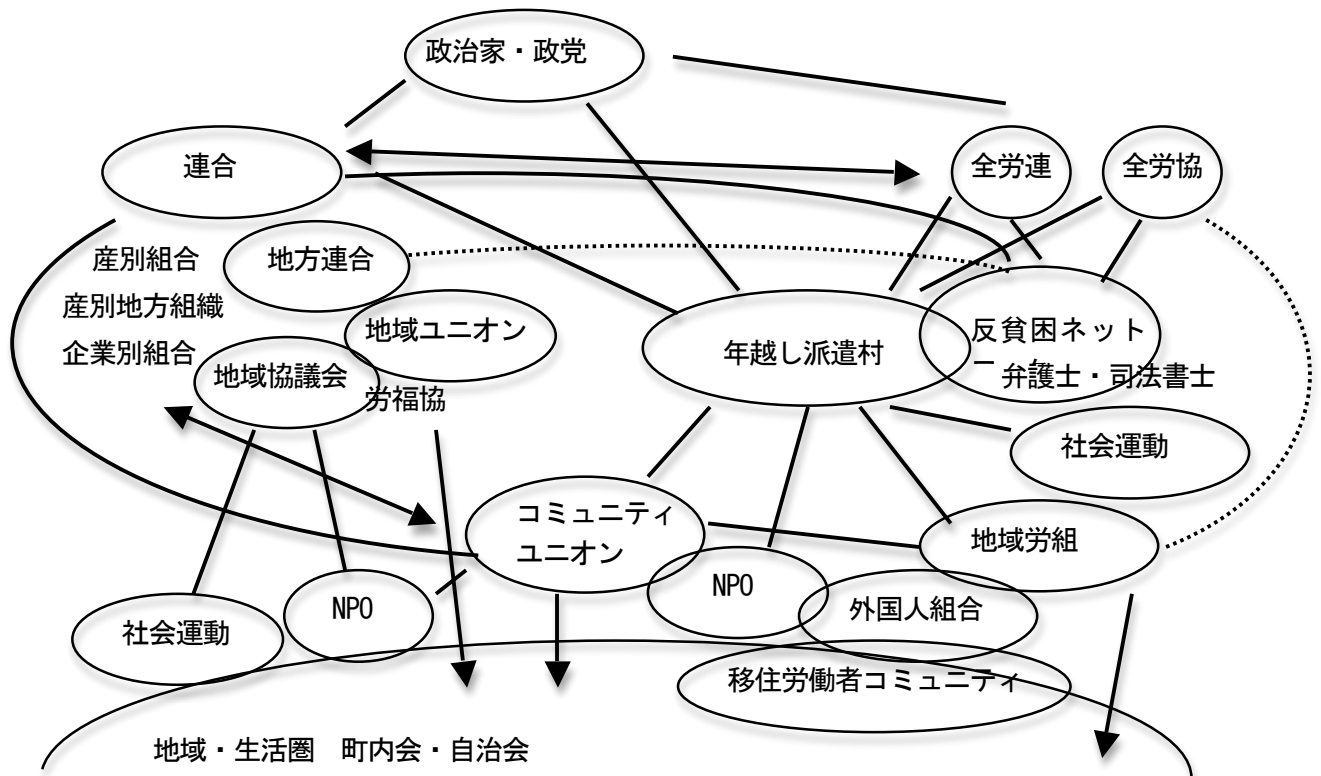 政治家・政党
連合
全労連
全労協
産別組合
地方連合
産別地方組織
地域ユニオン
反貧困ネット
ー
企業別組合
年越し派遣村
地域協議会
弁護士・司法書士
労福協
社会運動
コミュニティ
ユニオン
地域労組
NPO
NPO
外国人組合
社会運動
移住労働者コミュニティ
地域・生活圏　町内会・自治会